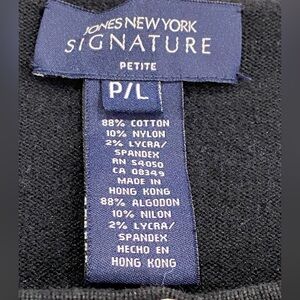 JONES NEW YORK
SIGNATURE
PETITE
P/L
88% COTTON
10% NYLON
2% LYCRA/
SPANDEX
RN 54050
CA 08349
MADE IN
HONG KONG
88% ALGODON
10% NILON
2% LYCRA/
SPANDEX
HECHO EN
HONG KONG